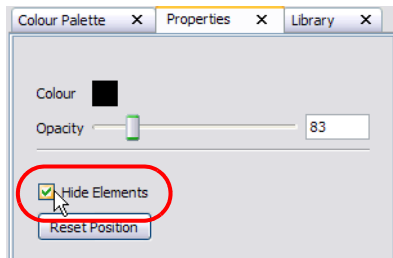 Colour Palette X Properties X Library X
Colour
Opacity 83
Hide Elements
Reset Position